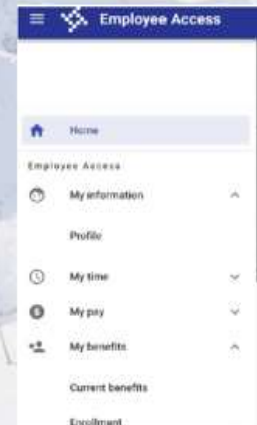 Employee Access
Home
Employee Access
My information
Profile
My time
My pay
My benefits
Current benefits
Enrollment